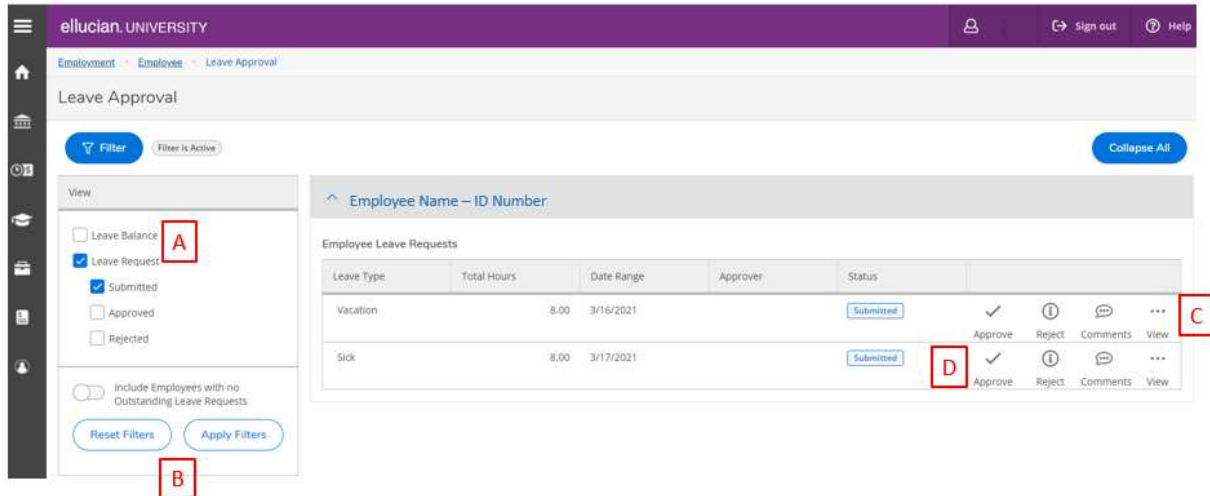 ellucian. UNIVERSITY
Sign out
Help
Employment · Employee · Leave Approval
Leave Approval
Filter
Filter is Active
Collapse All
View
Leave Balance
A
Leave Request
Submitted
Approved
Rejected
Include Employees with no
Outstanding Leave Requests
Reset Filters
Apply Filters
B
Employee Name – ID Number
Employee Leave Requests
Leave Type Total Hours Date Range Approver Status
Vacation 8.00 3/16/2021 Submitted
Approve Reject Comments View
C
Sick 8.00 3/17/2021 Submitted
D
Approve Reject Comments View